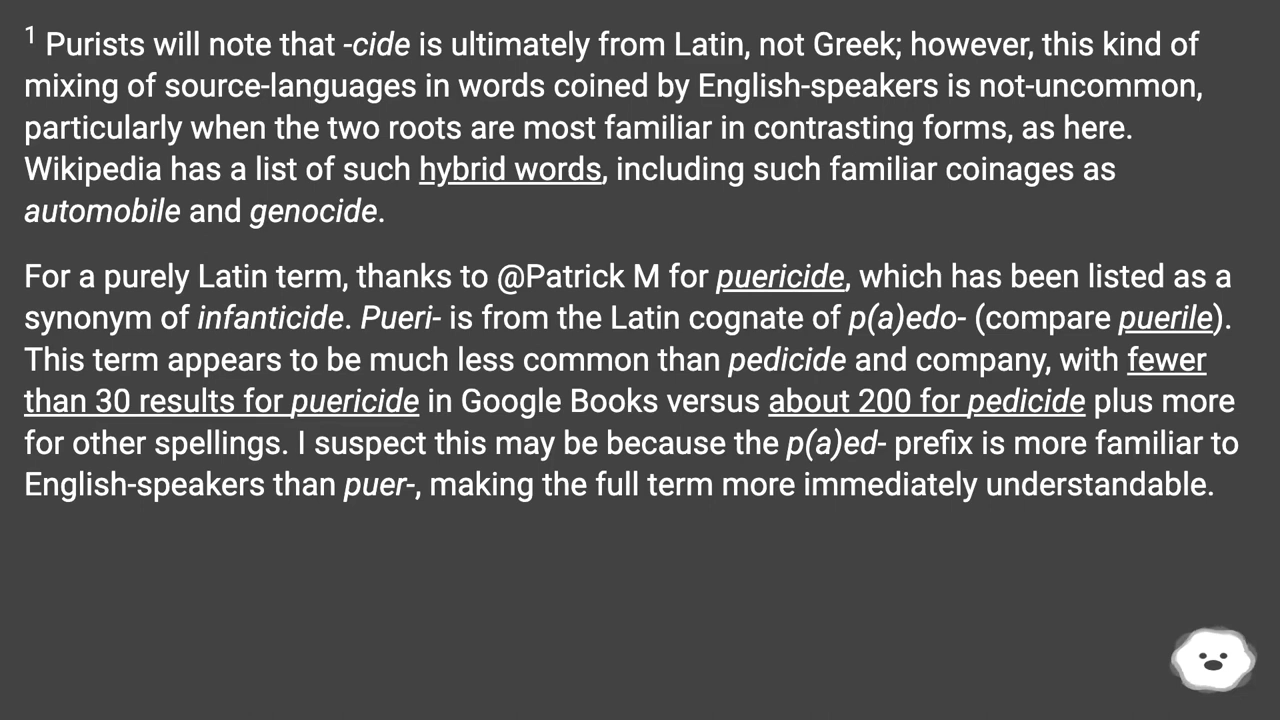 1 Purists will note that -cide is ultimately from Latin, not Greek; however, this kind of
mixing of source-languages in words coined by English-speakers is not-uncommon,
particularly when the two roots are most familiar in contrasting forms, as here.
Wikipedia has a list of such hybrid words, including such familiar coinages as
automobile and genocide.
For a purely Latin term, thanks to @Patrick M for puericide, which has been listed as a
synonym of infanticide. Pueri- is from the Latin cognate of p(a)edo- (compare puerile).
This term appears to be much less common than pedicide and company, with fewer
than 30 results for puericide in Google Books versus about 200 for pedicide plus more
for other spellings. I suspect this may be because the p(a)ed- prefix is more familiar to
English-speakers than puer-, making the full term more immediately understandable.